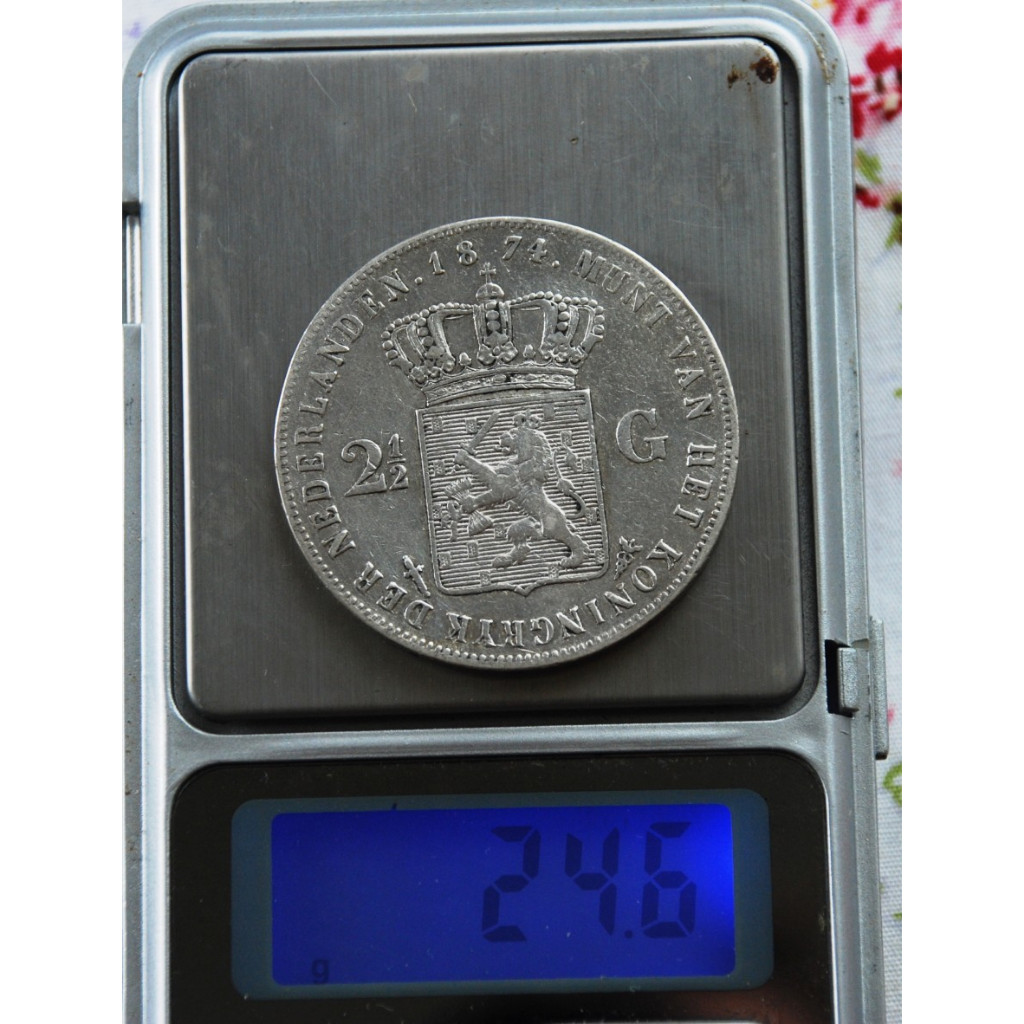 MUNT VAN HET KONINGRYK DER NEDERLANDEN. 1874.
2½ G
24.6
g